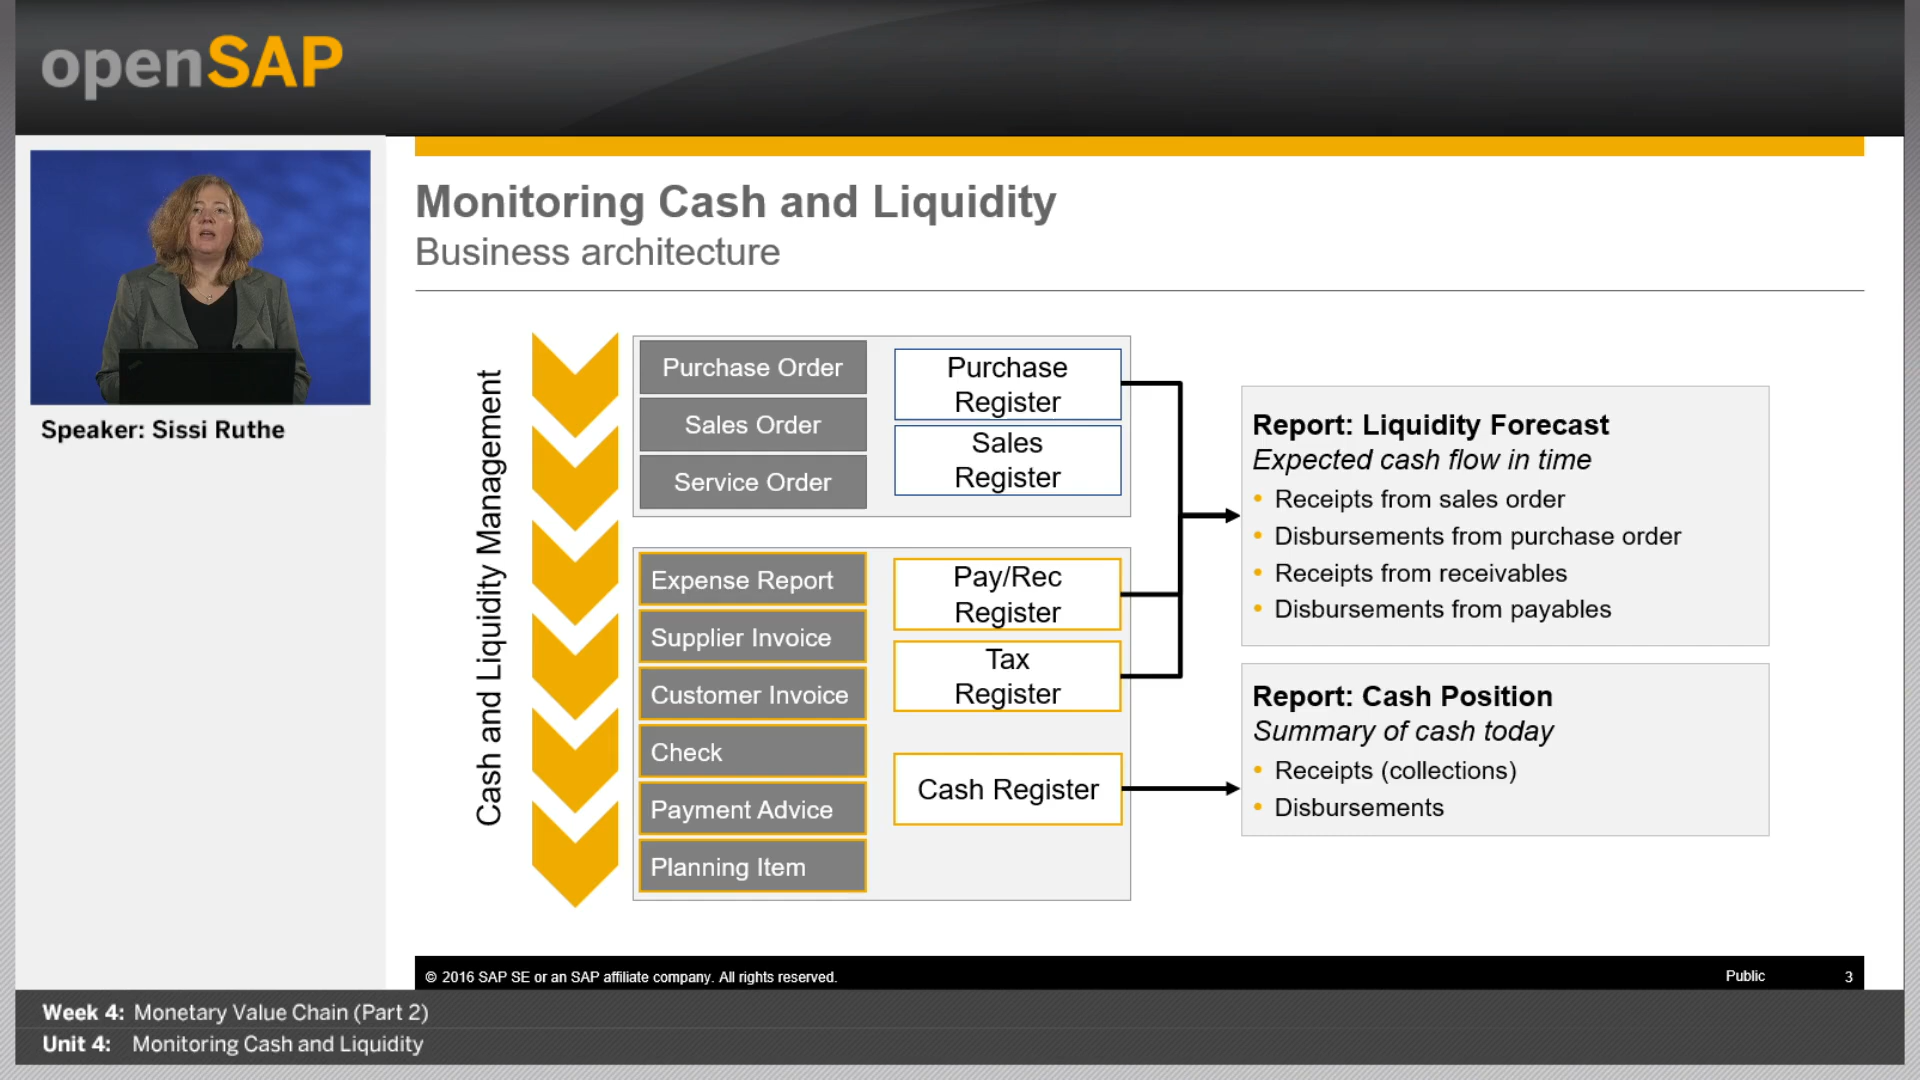 openSAP
Speaker: Sissi Ruthe
Monitoring Cash and Liquidity
Business architecture
Cash and Liquidity Management
Purchase Order
Sales Order
Service Order
Purchase
Register
Sales
Register
Expense Report
Supplier Invoice
Customer Invoice
Check
Payment Advice
Planning Item
Pay/Rec
Register
Tax
Register
Cash Register
Report: Liquidity Forecast
Expected cash flow in time
• Receipts from sales order
• Disbursements from purchase order
• Receipts from receivables
• Disbursements from payables
Report: Cash Position
Summary of cash today
• Receipts (collections)
• Disbursements
© 2016 SAP SE or an SAP affiliate company. All rights reserved.
Public
3
Week 4: Monetary Value Chain (Part 2)
Unit 4: Monitoring Cash and Liquidity